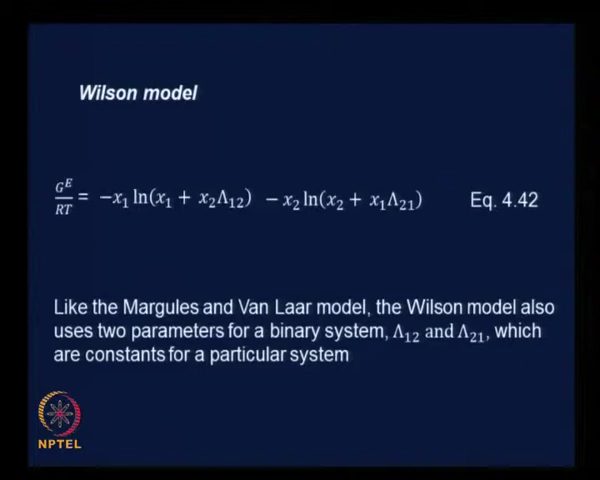 Wilson model
G^E/RT = −x₁ ln(x₁ + x₂Λ₁₂) − x₂ ln(x₂ + x₁Λ₂₁) Eq. 4.42
Like the Margules and Van Laar model, the Wilson model also
uses two parameters for a binary system, Λ₁₂ and Λ₂₁, which
are constants for a particular system
NPTEL